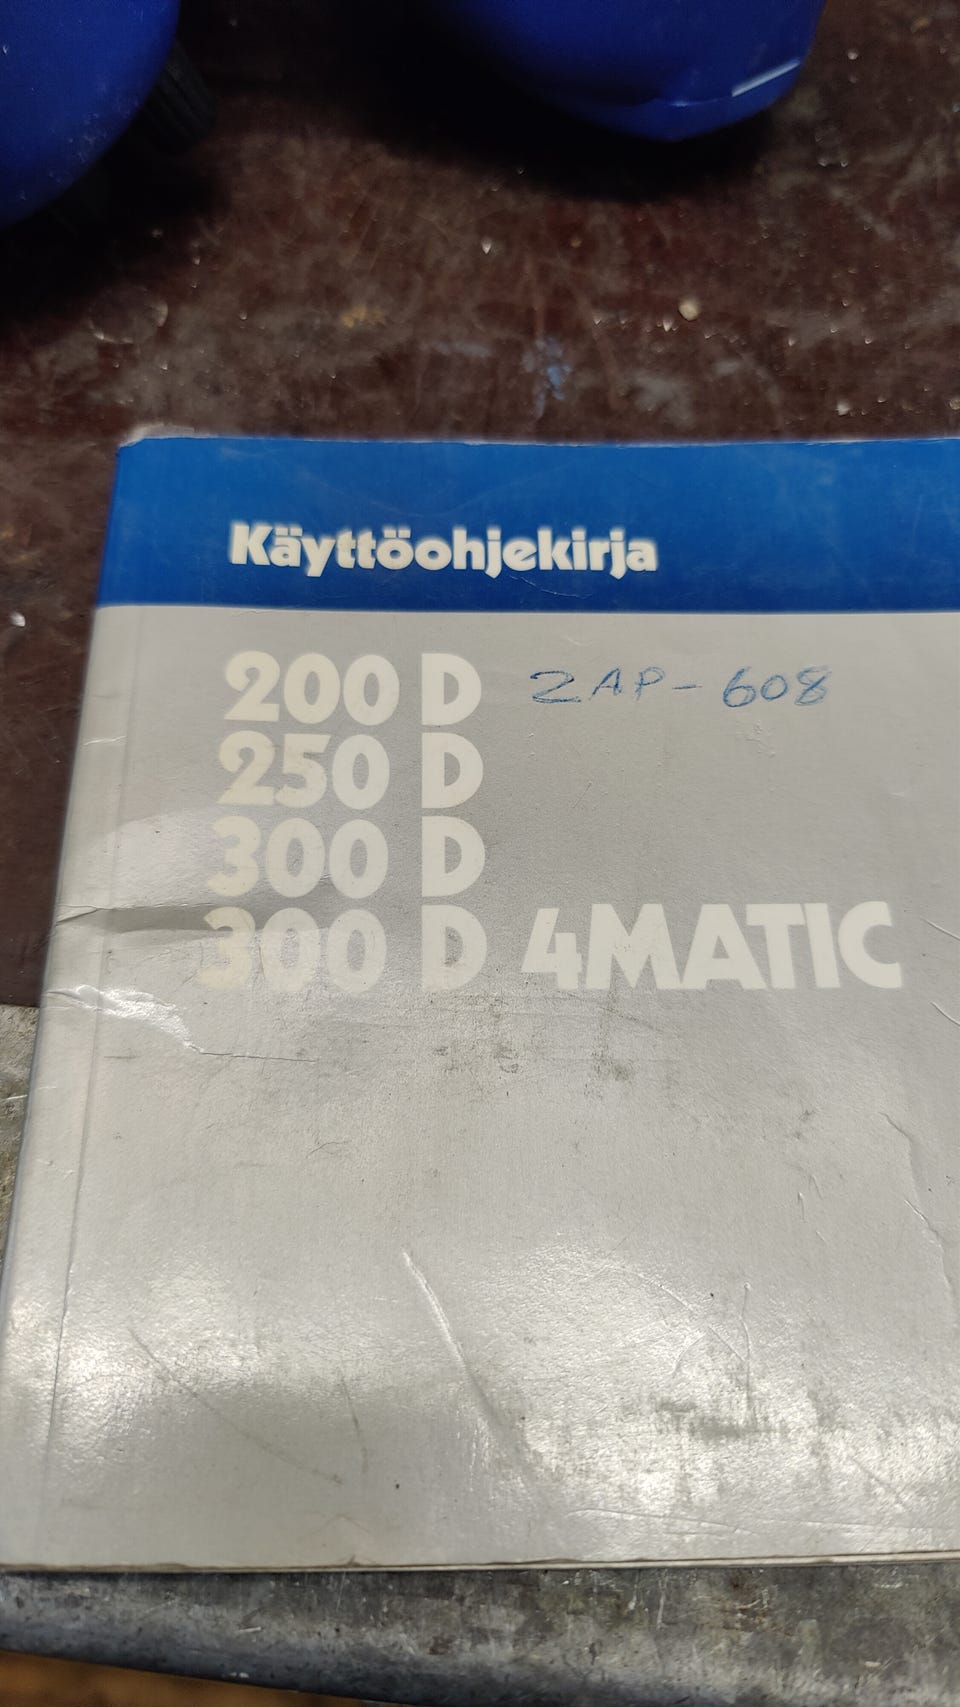 Käyttöohjekirja
200 D ZAP-608
250 D
300 D
300 D 4MATIC